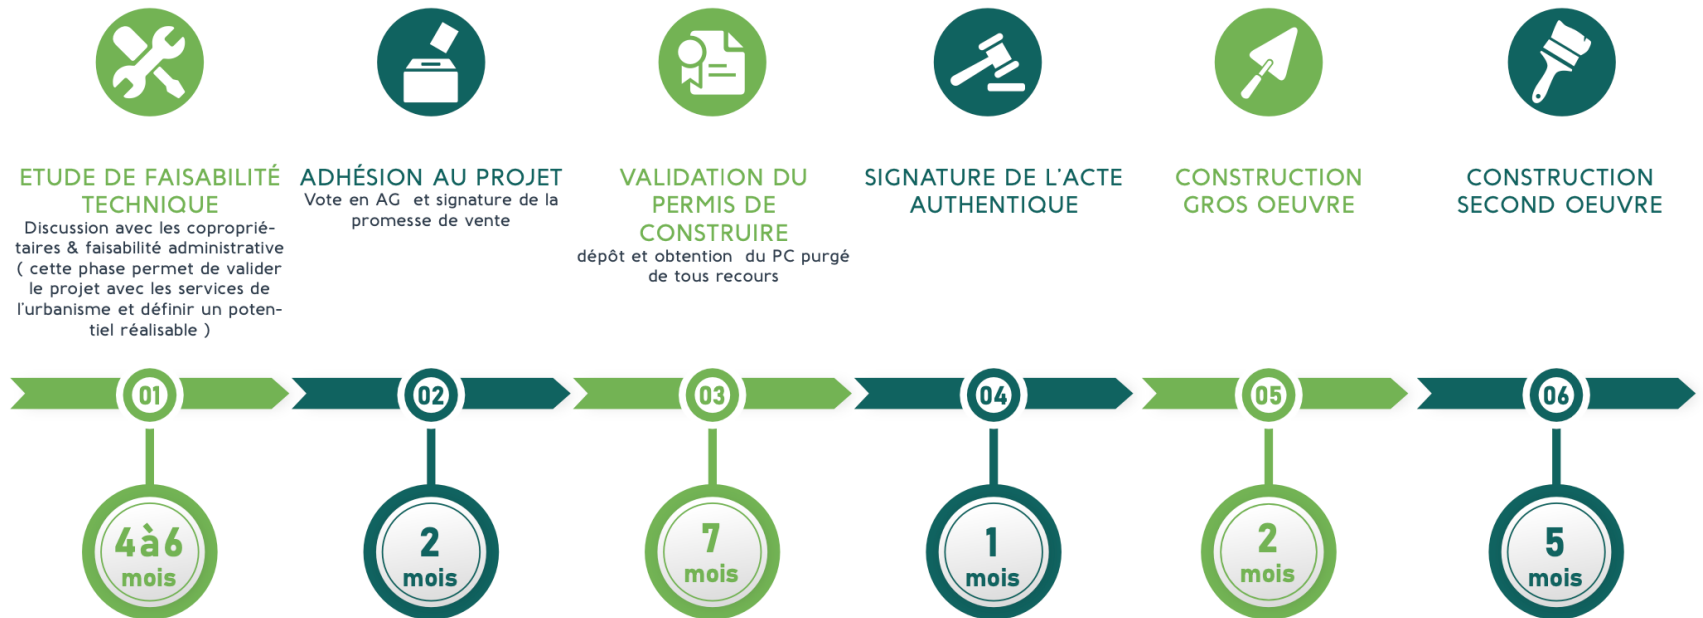 ETUDE DE FAISABILITÉ
TECHNIQUE
Discussion avec les coproprié-
taires & faisabilité administrative
( cette phase permet de valider
le projet avec les services de
l'urbanisme et définir un poten-
tiel réalisable )
ADHÉSION AU PROJET
Vote en AG et signature de la
promesse de vente
VALIDATION DU
PERMIS DE
CONSTRUIRE
dépôt et obtention du PC purgé
de tous recours
SIGNATURE DE L'ACTE
AUTHENTIQUE
CONSTRUCTION
GROS OEUVRE
CONSTRUCTION
SECOND OEUVRE
01
02
03
04
05
06
4à6
mois
2
mois
7
mois
1
mois
2
mois
5
mois